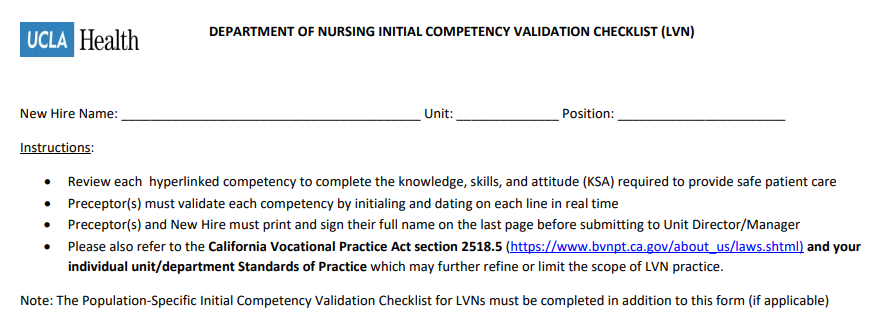 UCLA Health
DEPARTMENT OF NURSING INITIAL COMPETENCY VALIDATION CHECKLIST (LVN)
New Hire Name: ________________________________________ Unit: ______________ Position: _______________________
Instructions:
• Review each hyperlinked competency to complete the knowledge, skills, and attitude (KSA) required to provide safe patient care
• Preceptor(s) must validate each competency by initialing and dating on each line in real time
• Preceptor(s) and New Hire must print and sign their full name on the last page before submitting to Unit Director/Manager
• Please also refer to the California Vocational Practice Act section 2518.5 (https://www.bvnpt.ca.gov/about_us/laws.shtml) and your
individual unit/department Standards of Practice which may further refine or limit the scope of LVN practice.
Note: The Population-Specific Initial Competency Validation Checklist for LVNs must be completed in addition to this form (if applicable)